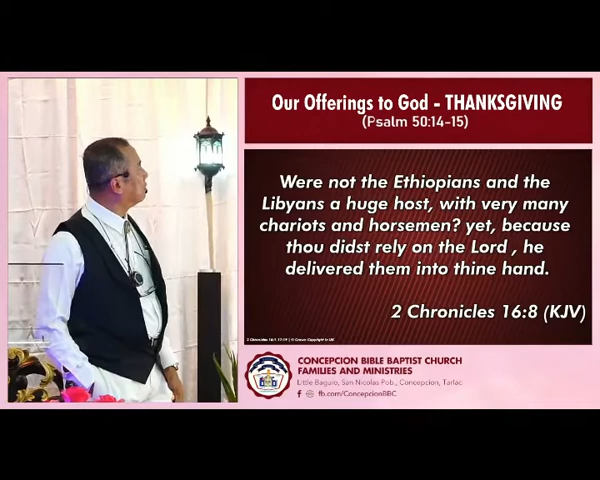 Our Offerings to God - THANKSGIVING
(Psalm 50:14-15)
Were not the Ethiopians and the
Libyans a huge host, with very many
chariots and horsemen? yet, because
thou didst rely on the Lord , he
delivered them into thine hand.
2 Chronicles 16:8 (KJV)
CONCEPCION BIBLE BAPTIST CHURCH
FAMILIES AND MINISTRIES
Little Baguio, San Nicolas Pob., Concepcion, Tarlac
fb.com/ConcepcionBBC